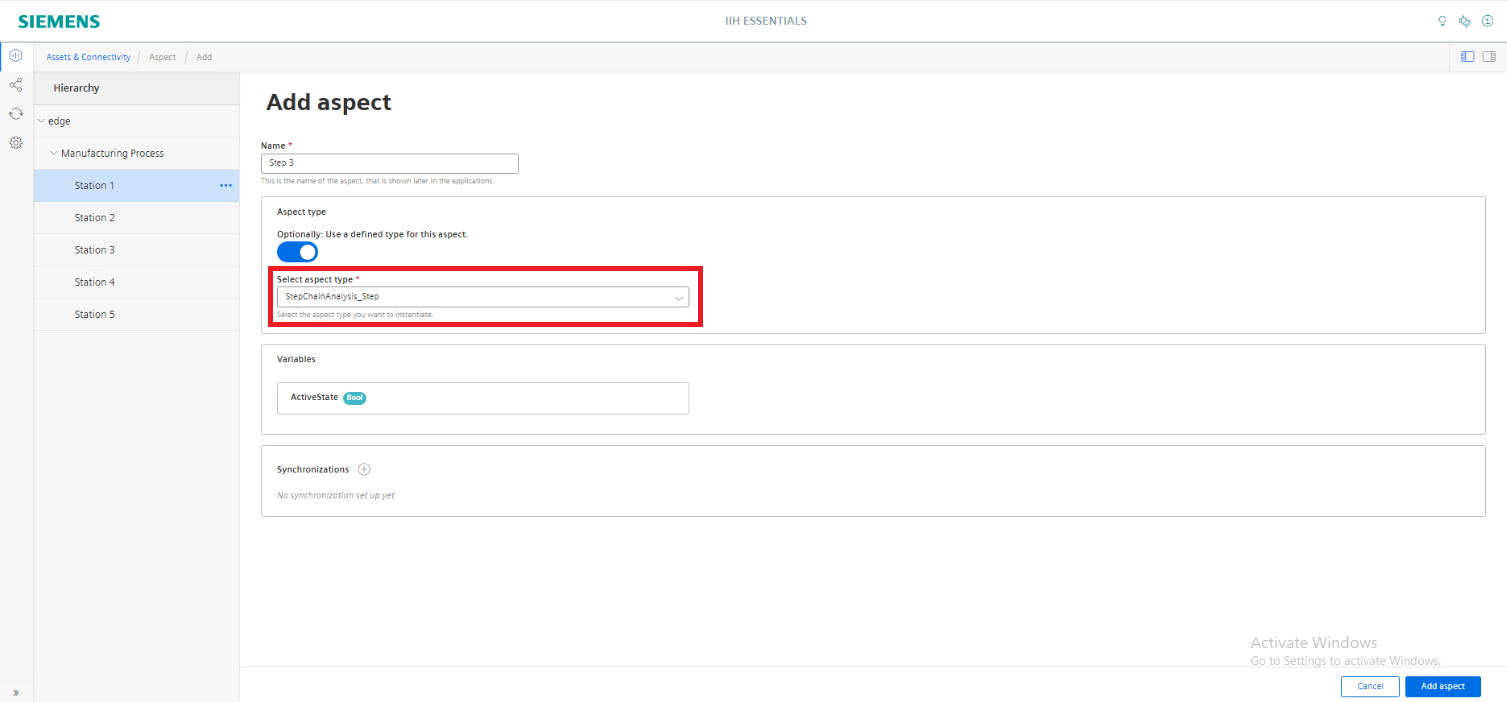 SIEMENS
IIH ESSENTIALS
Assets & Connectivity / Aspect / Add
Hierarchy
edge
Manufacturing Process
Station 1
Station 2
Station 3
Station 4
Station 5
Add aspect
Name *
Step 3
This is the name of the aspect, that is shown later in the applications.
Aspect type
Optionally: Use a defined type for this aspect.
Select aspect type *
StepChainAnalysis_Step
Select the aspect type you want to instantiate.
Variables
ActiveState Bool
Synchronizations
No synchronization set up yet
Activate Windows
Go to Settings to activate Windows.
Cancel
Add aspect